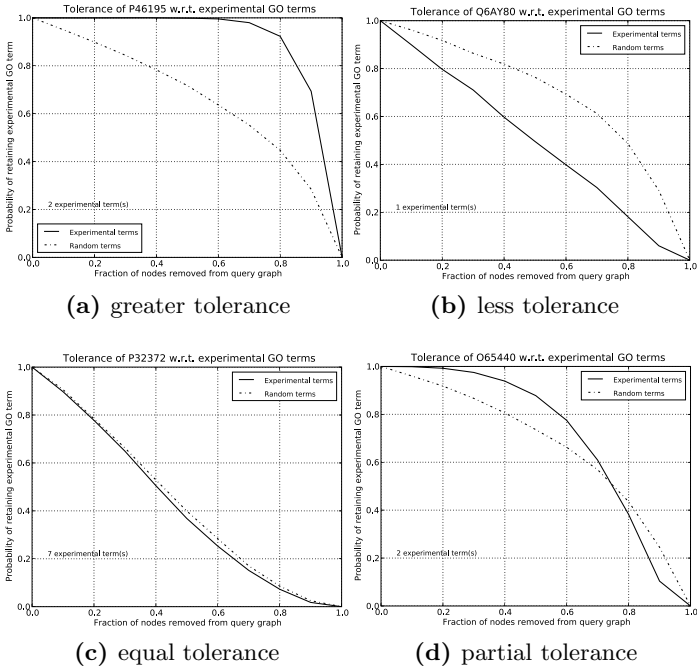 Tolerance of P46195 w.r.t. experimental GO terms
Probability of retaining experimental GO term
1.0
0.8
0.6
0.4
0.2
0.0
2 experimental term(s)
Experimental terms
Random terms
0.0 0.2 0.4 0.6 0.8 1.0
Fraction of nodes removed from query graph
(a) greater tolerance
Tolerance of Q6AY80 w.r.t. experimental GO terms
Probability of retaining experimental GO term
1.0
0.8
0.6
0.4
0.2
0.0
Experimental terms
Random terms
1 experimental term(s)
0.0 0.2 0.4 0.6 0.8 1.0
Fraction of nodes removed from query graph
(b) less tolerance
Tolerance of P32372 w.r.t. experimental GO terms
Probability of retaining experimental GO term
1.0
0.8
0.6
0.4
0.2
0.0
Experimental terms
Random terms
7 experimental term(s)
0.0 0.2 0.4 0.6 0.8 1.0
Fraction of nodes removed from query graph
(c) equal tolerance
Tolerance of O65440 w.r.t. experimental GO terms
Probability of retaining experimental GO term
1.0
0.8
0.6
0.4
0.2
0.0
Experimental terms
Random terms
2 experimental term(s)
0.0 0.2 0.4 0.6 0.8 1.0
Fraction of nodes removed from query graph
(d) partial tolerance